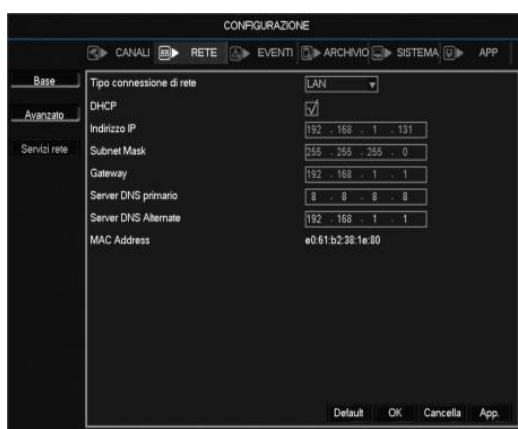 CONFIGURAZIONE
CANALI RETE EVENTI ARCHIVIO SISTEMA APP
Base
Avanzato
Servizi rete
Tipo connessione di rete LAN
DHCP
Indirizzo IP 192 . 168 . 1 . 131
Subnet Mask 255 . 255 . 255 . 0
Gateway 192 . 168 . 1 . 1
Server DNS primario 8 . 8 . 8 . 8
Server DNS Alternate 192 . 168 . 1 . 1
MAC Address e0:61:b2:38:1e:80
Default OK Cancella App.